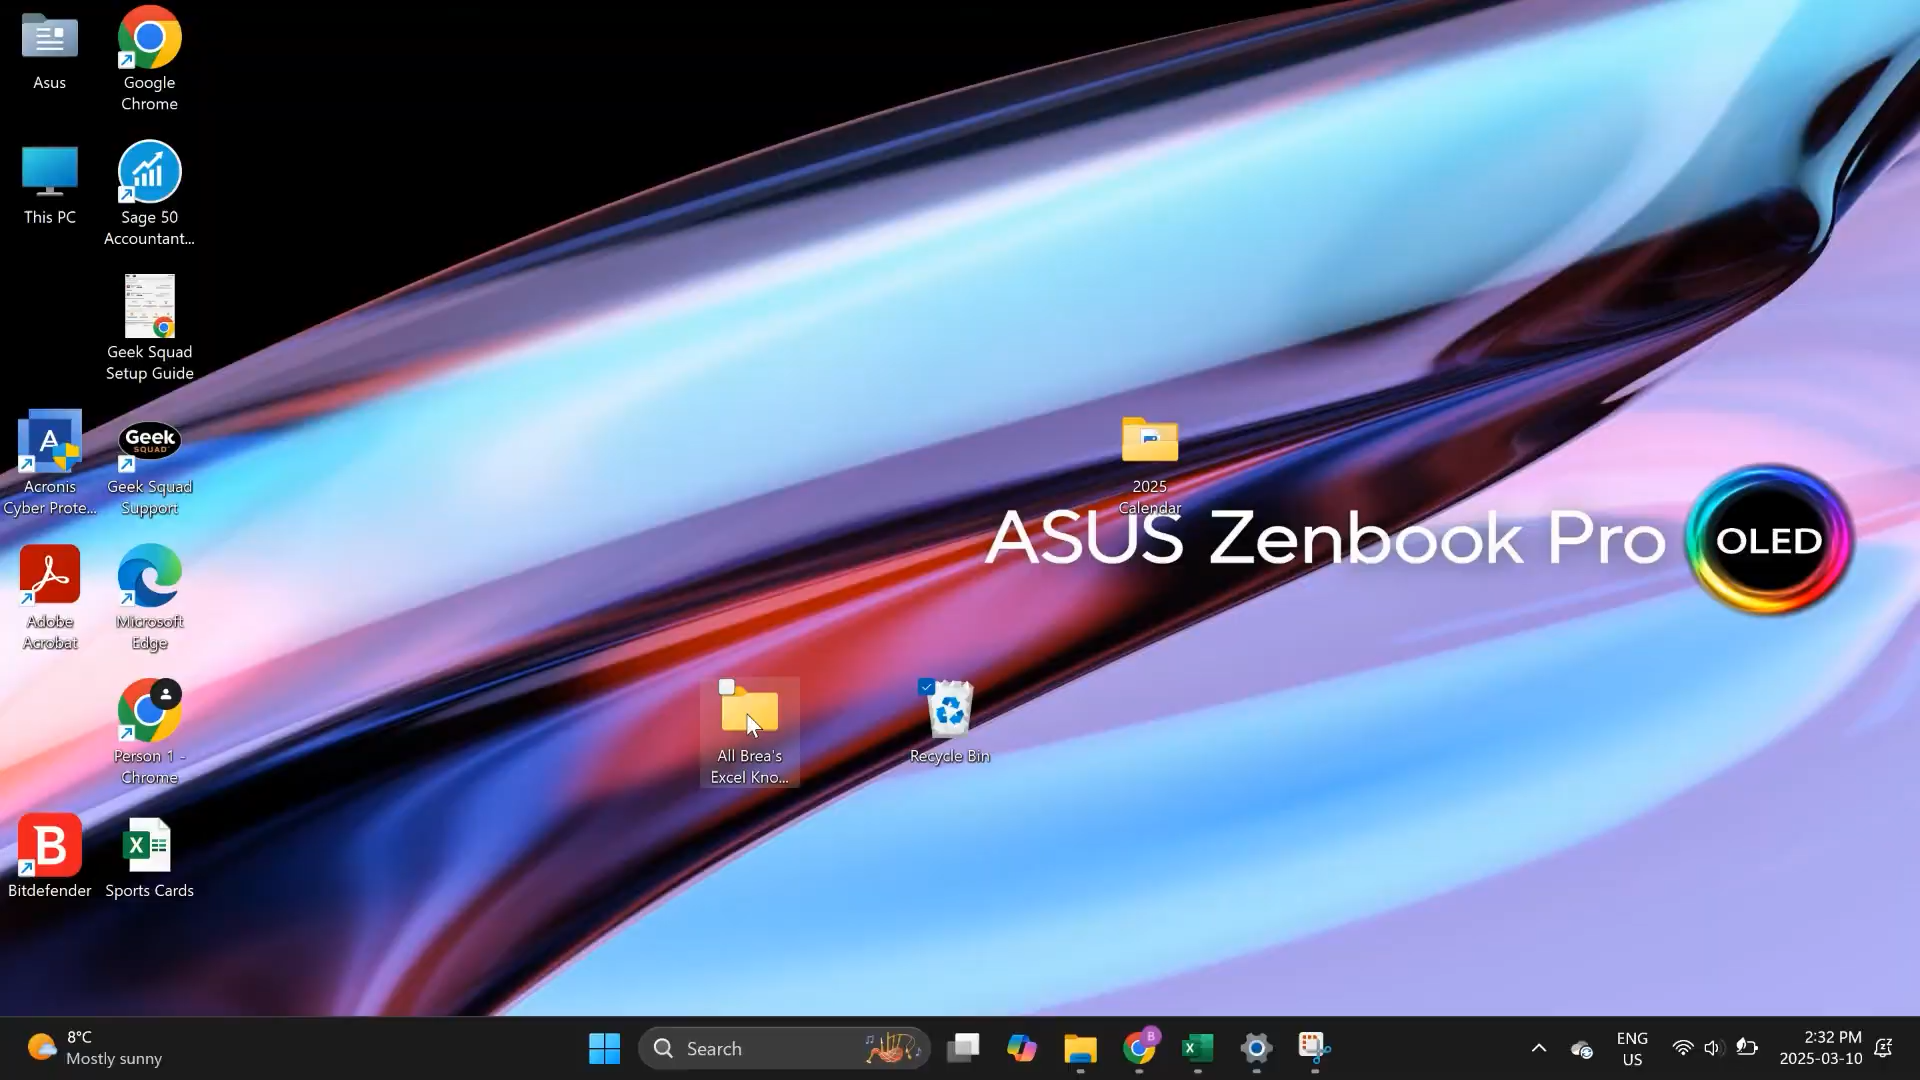 Asus
Google
Chrome
This PC
Sage 50
Accountant...
Geek Squad
Setup Guide
A
Acronis
Cyber Prote...
Geek
SQUAD
Geek Squad
Support
Adobe
Acrobat
Microsoft
Edge
Person 1 -
Chrome
B
Bitdefender
X
Sports Cards
2025
Calendar
ASUS Zenbook Pro
OLED
All Brea's
Excel Kno...
Recycle Bin
8°C
Mostly sunny
Search
B
X
ENG
US
2:32 PM
2025-03-10